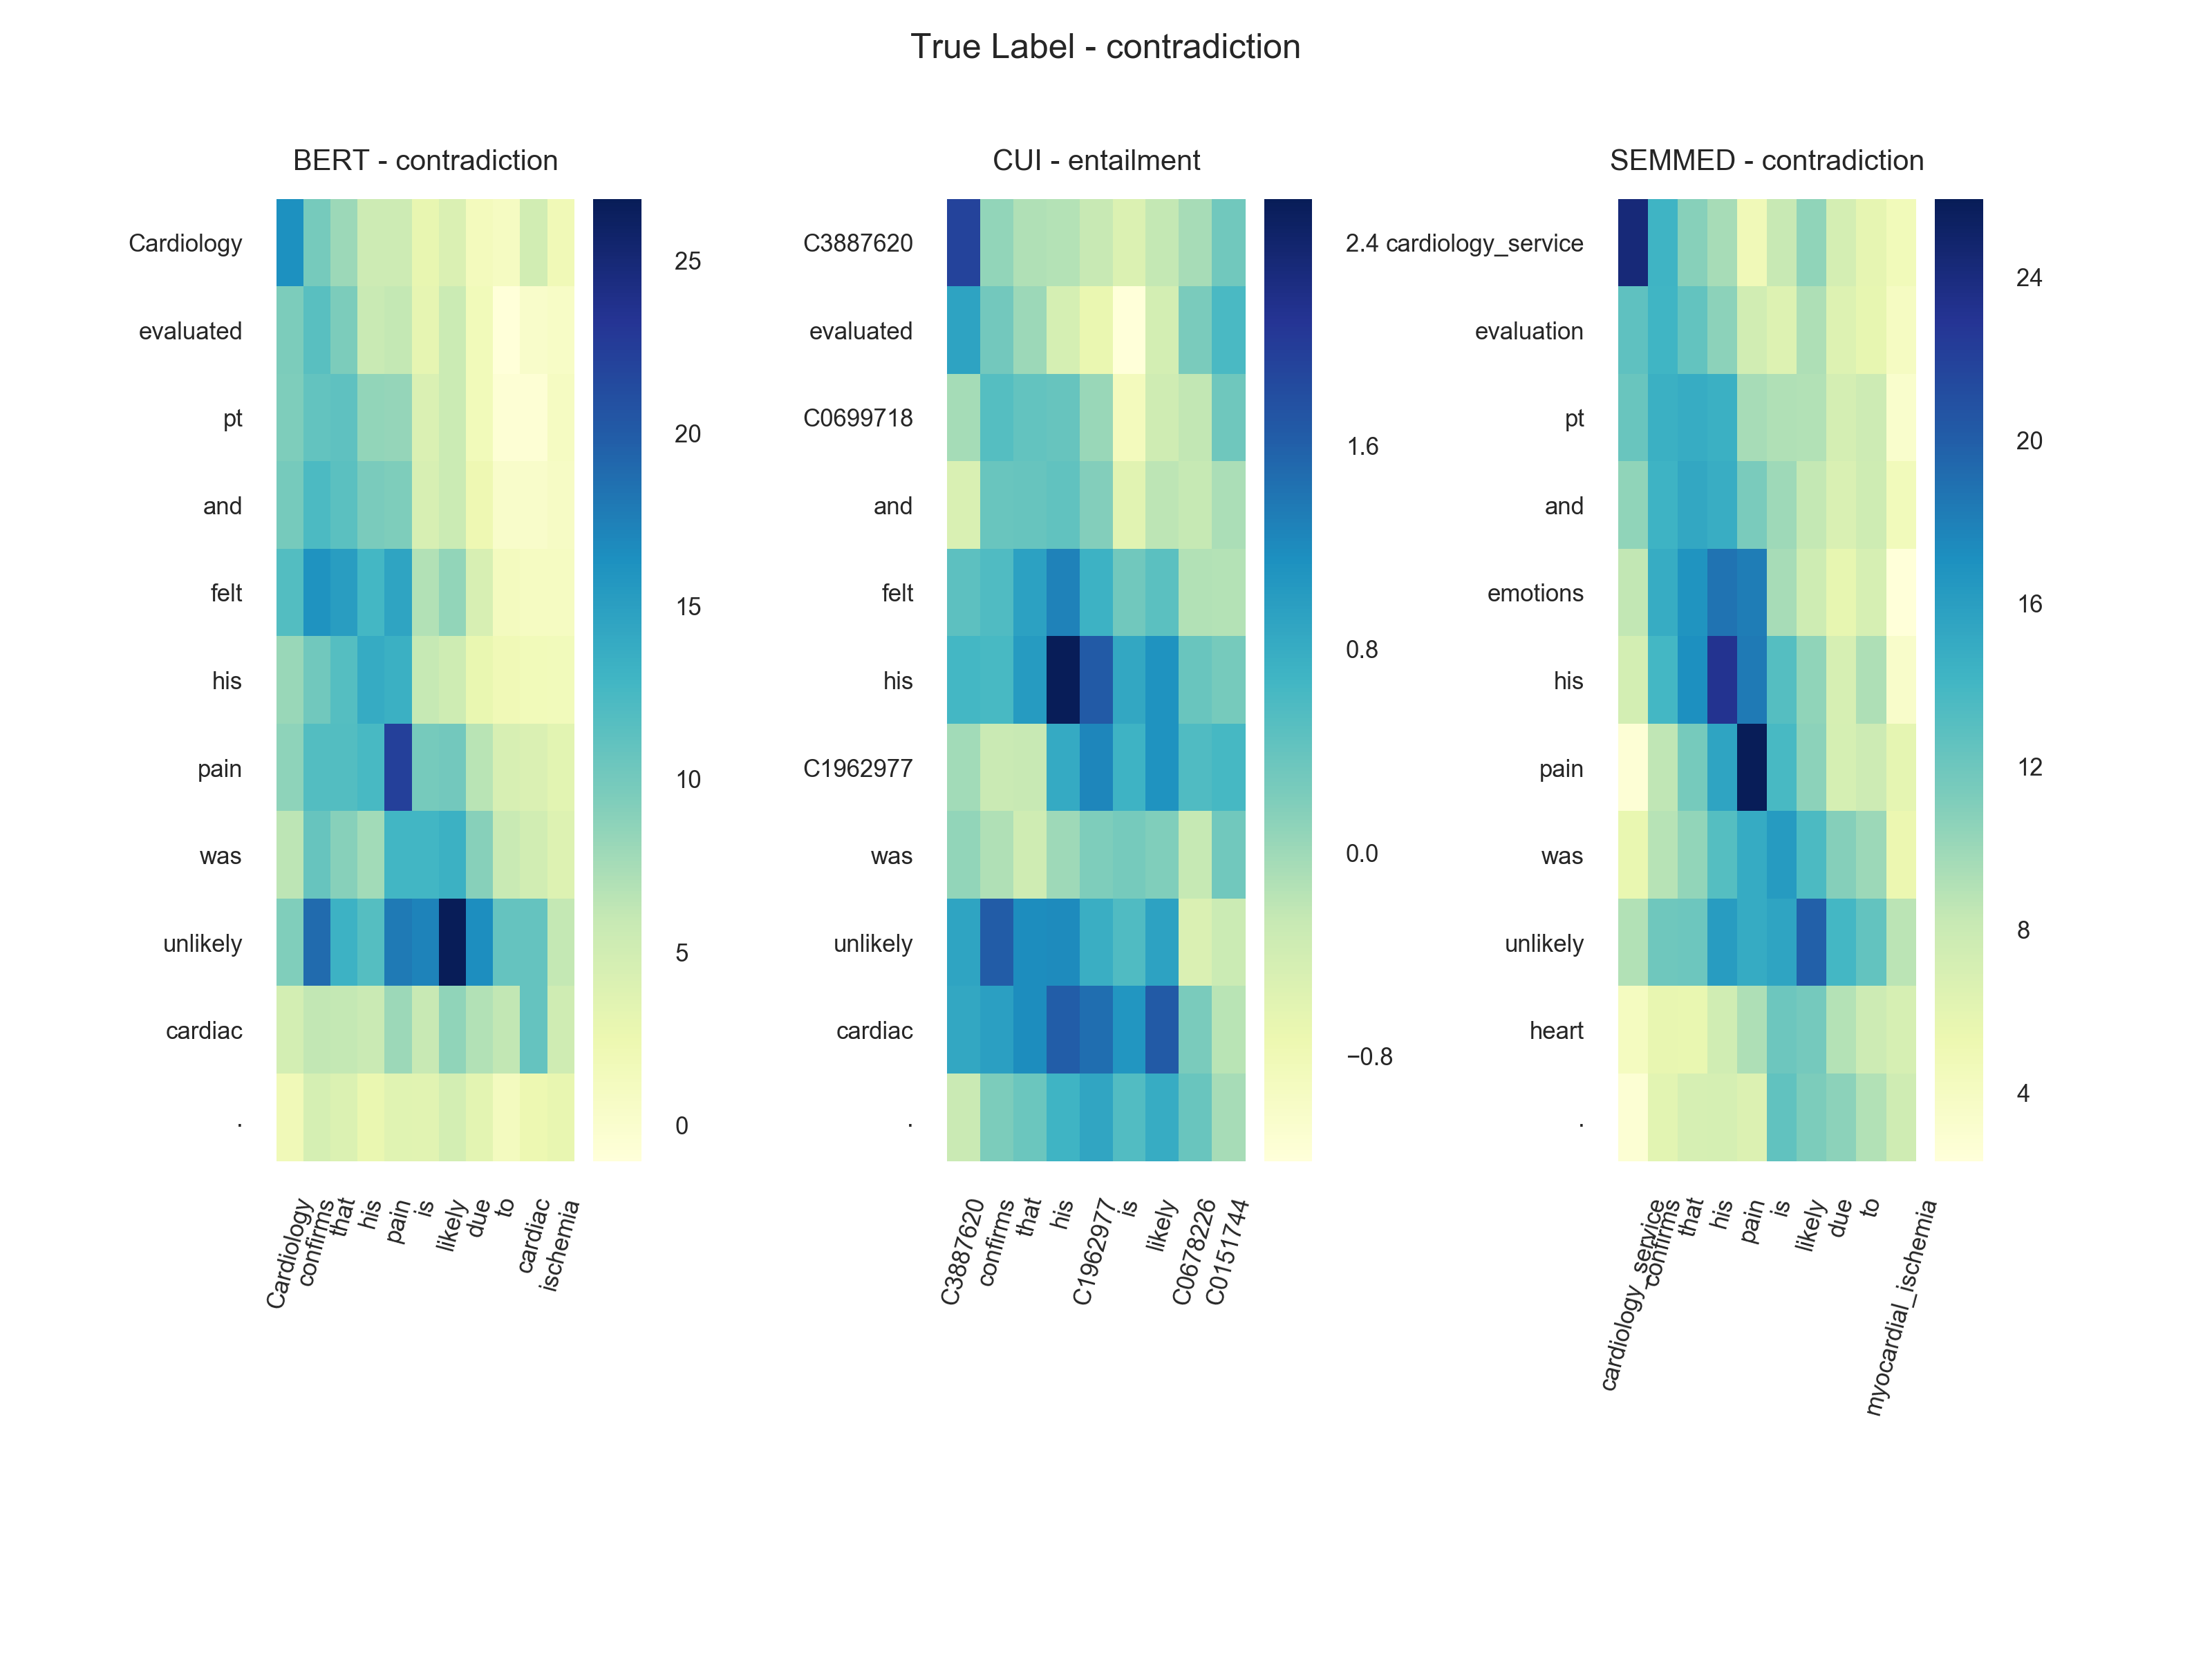 True Label - contradiction
BERT - contradiction
Cardiology
evaluated
pt
and
felt
his
pain
was
unlikely
cardiac
.
25
20
15
10
5
0
Cardiology
confirms
that
his
pain
is
likely
due
to
cardiac
ischemia
CUI - entailment
C3887620
evaluated
C0699718
and
felt
his
C1962977
was
unlikely
cardiac
.
2.4
1.6
0.8
0.0
−0.8
C3887620
confirms
that
his
C1962977
is
likely
C0678226
C0151744
SEMMED - contradiction
cardiology_service
evaluation
pt
and
emotions
his
pain
was
unlikely
heart
.
24
20
16
12
8
4
cardiology_service
confirms
that
his
pain
is
likely
due
to
myocardial_ischemia